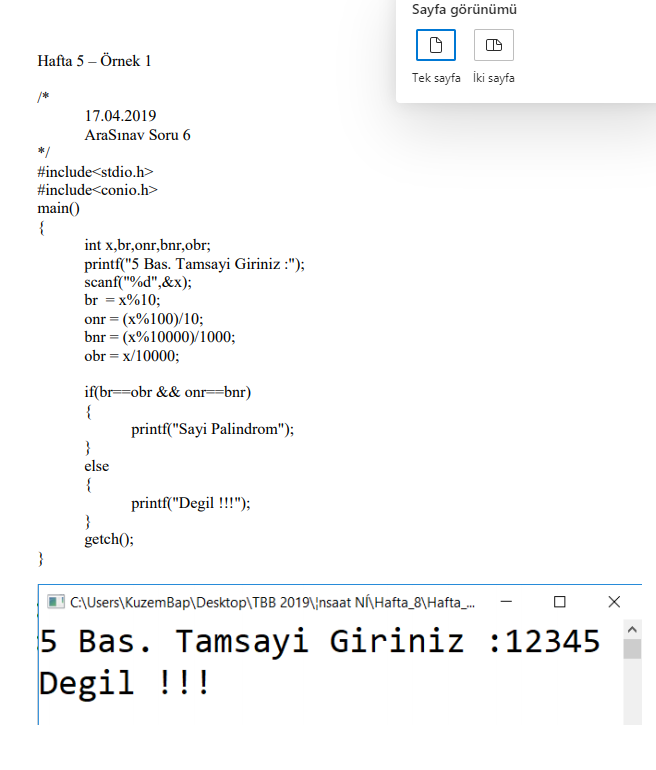 Sayfa görünümü
Tek sayfa
İki sayfa
Hafta 5 – Örnek 1
/*
17.04.2019
AraSınav Soru 6
*/
#include<stdio.h>
#include<conio.h>
main()
{
int x,br,onr,bnr,obr;
printf("5 Bas. Tamsayi Giriniz :");
scanf("%d",&x);
br  = x%10;
onr = (x%100)/10;
bnr = (x%10000)/1000;
obr = x/10000;
if(br==obr && onr==bnr)
{
printf("Sayi Palindrom");
}
else
{
printf("Degil !!!");
}
getch();
}
C:\Users\KuzemBap\Desktop\TBB 2019\¦nsaat NÍ\Hafta_8\Hafta_...
5 Bas. Tamsayi Giriniz :12345
Degil !!!